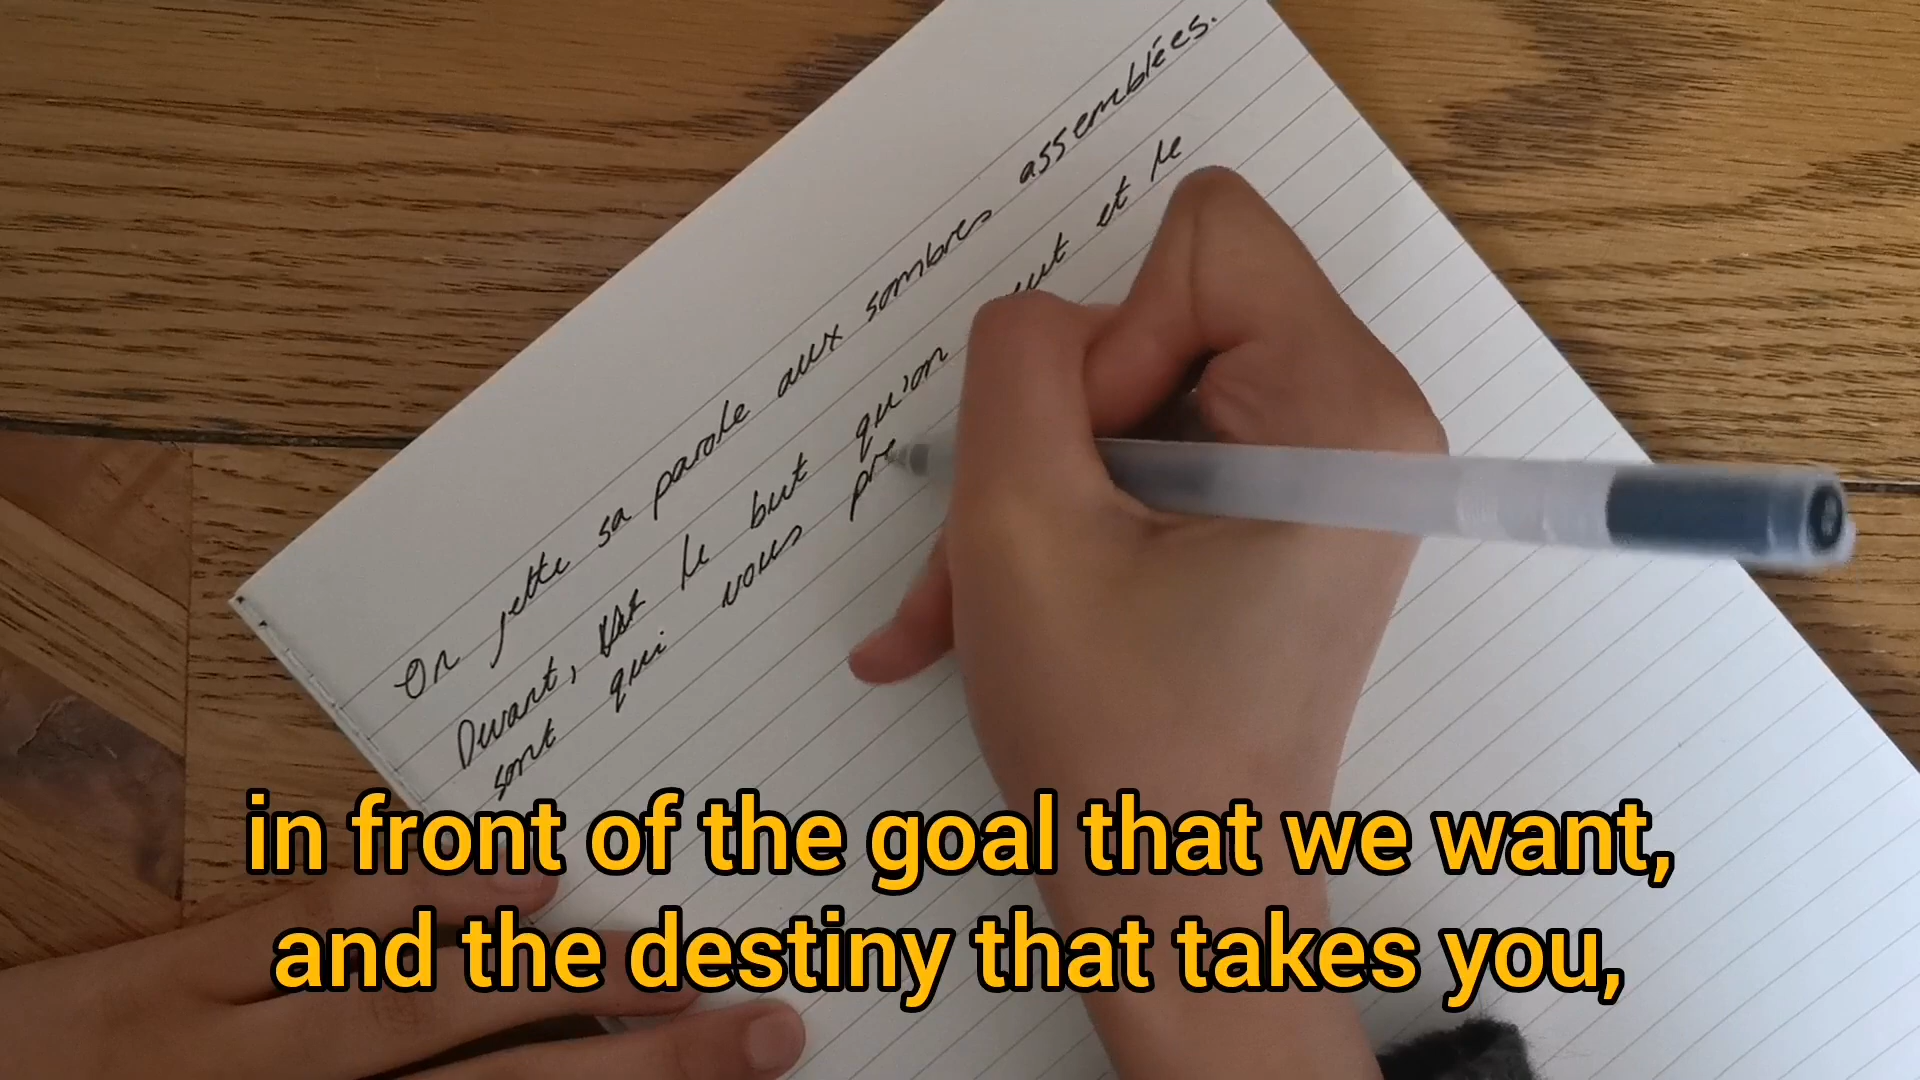 On jette sa parole aux sombres assemblées.
Devant, le but qu'on et le
sont qui vous pre
in front of the goal that we want,
and the destiny that takes you,